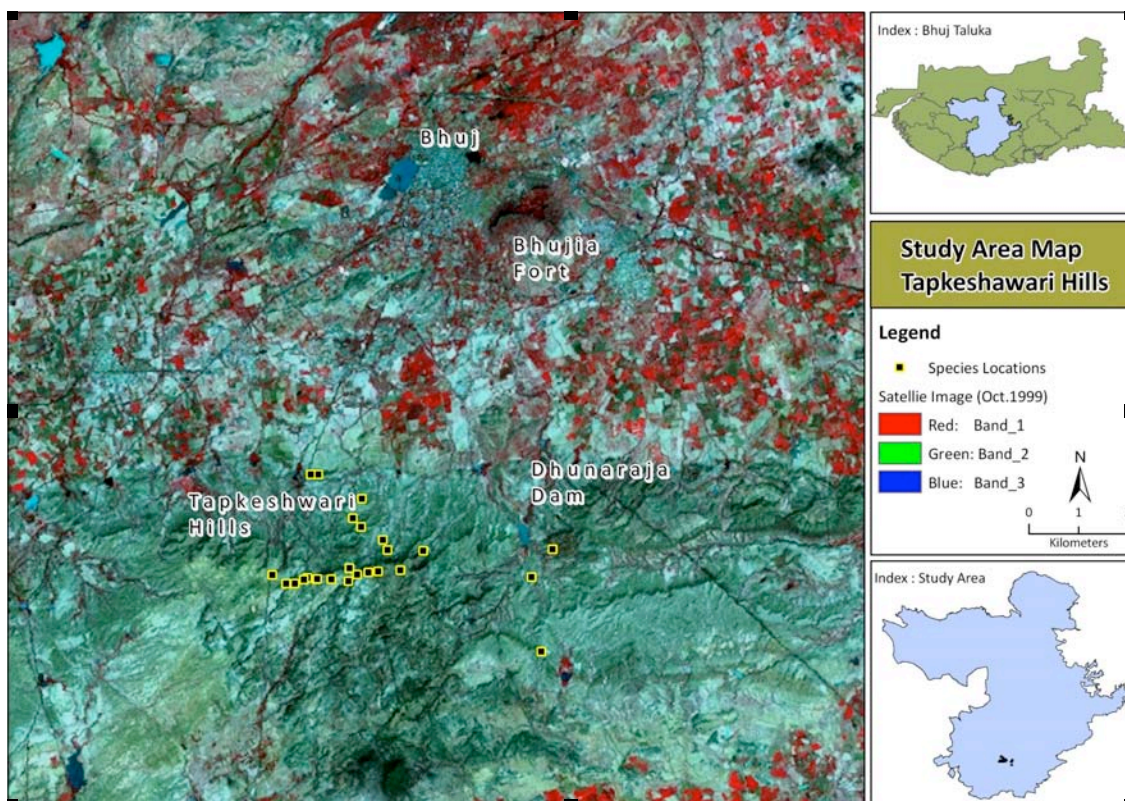 Bhuj
Bhujia
Fort
Tapkeshwari
Hills
Dhunaraja
Dam
Index : Bhuj Taluka
Study Area Map
Tapkeshawari Hills
Legend
Species Locations
Satellie Image (Oct.1999)
Red: Band_1
Green: Band_2
Blue: Band_3
N
0 1
Kilometers
Index : Study Area